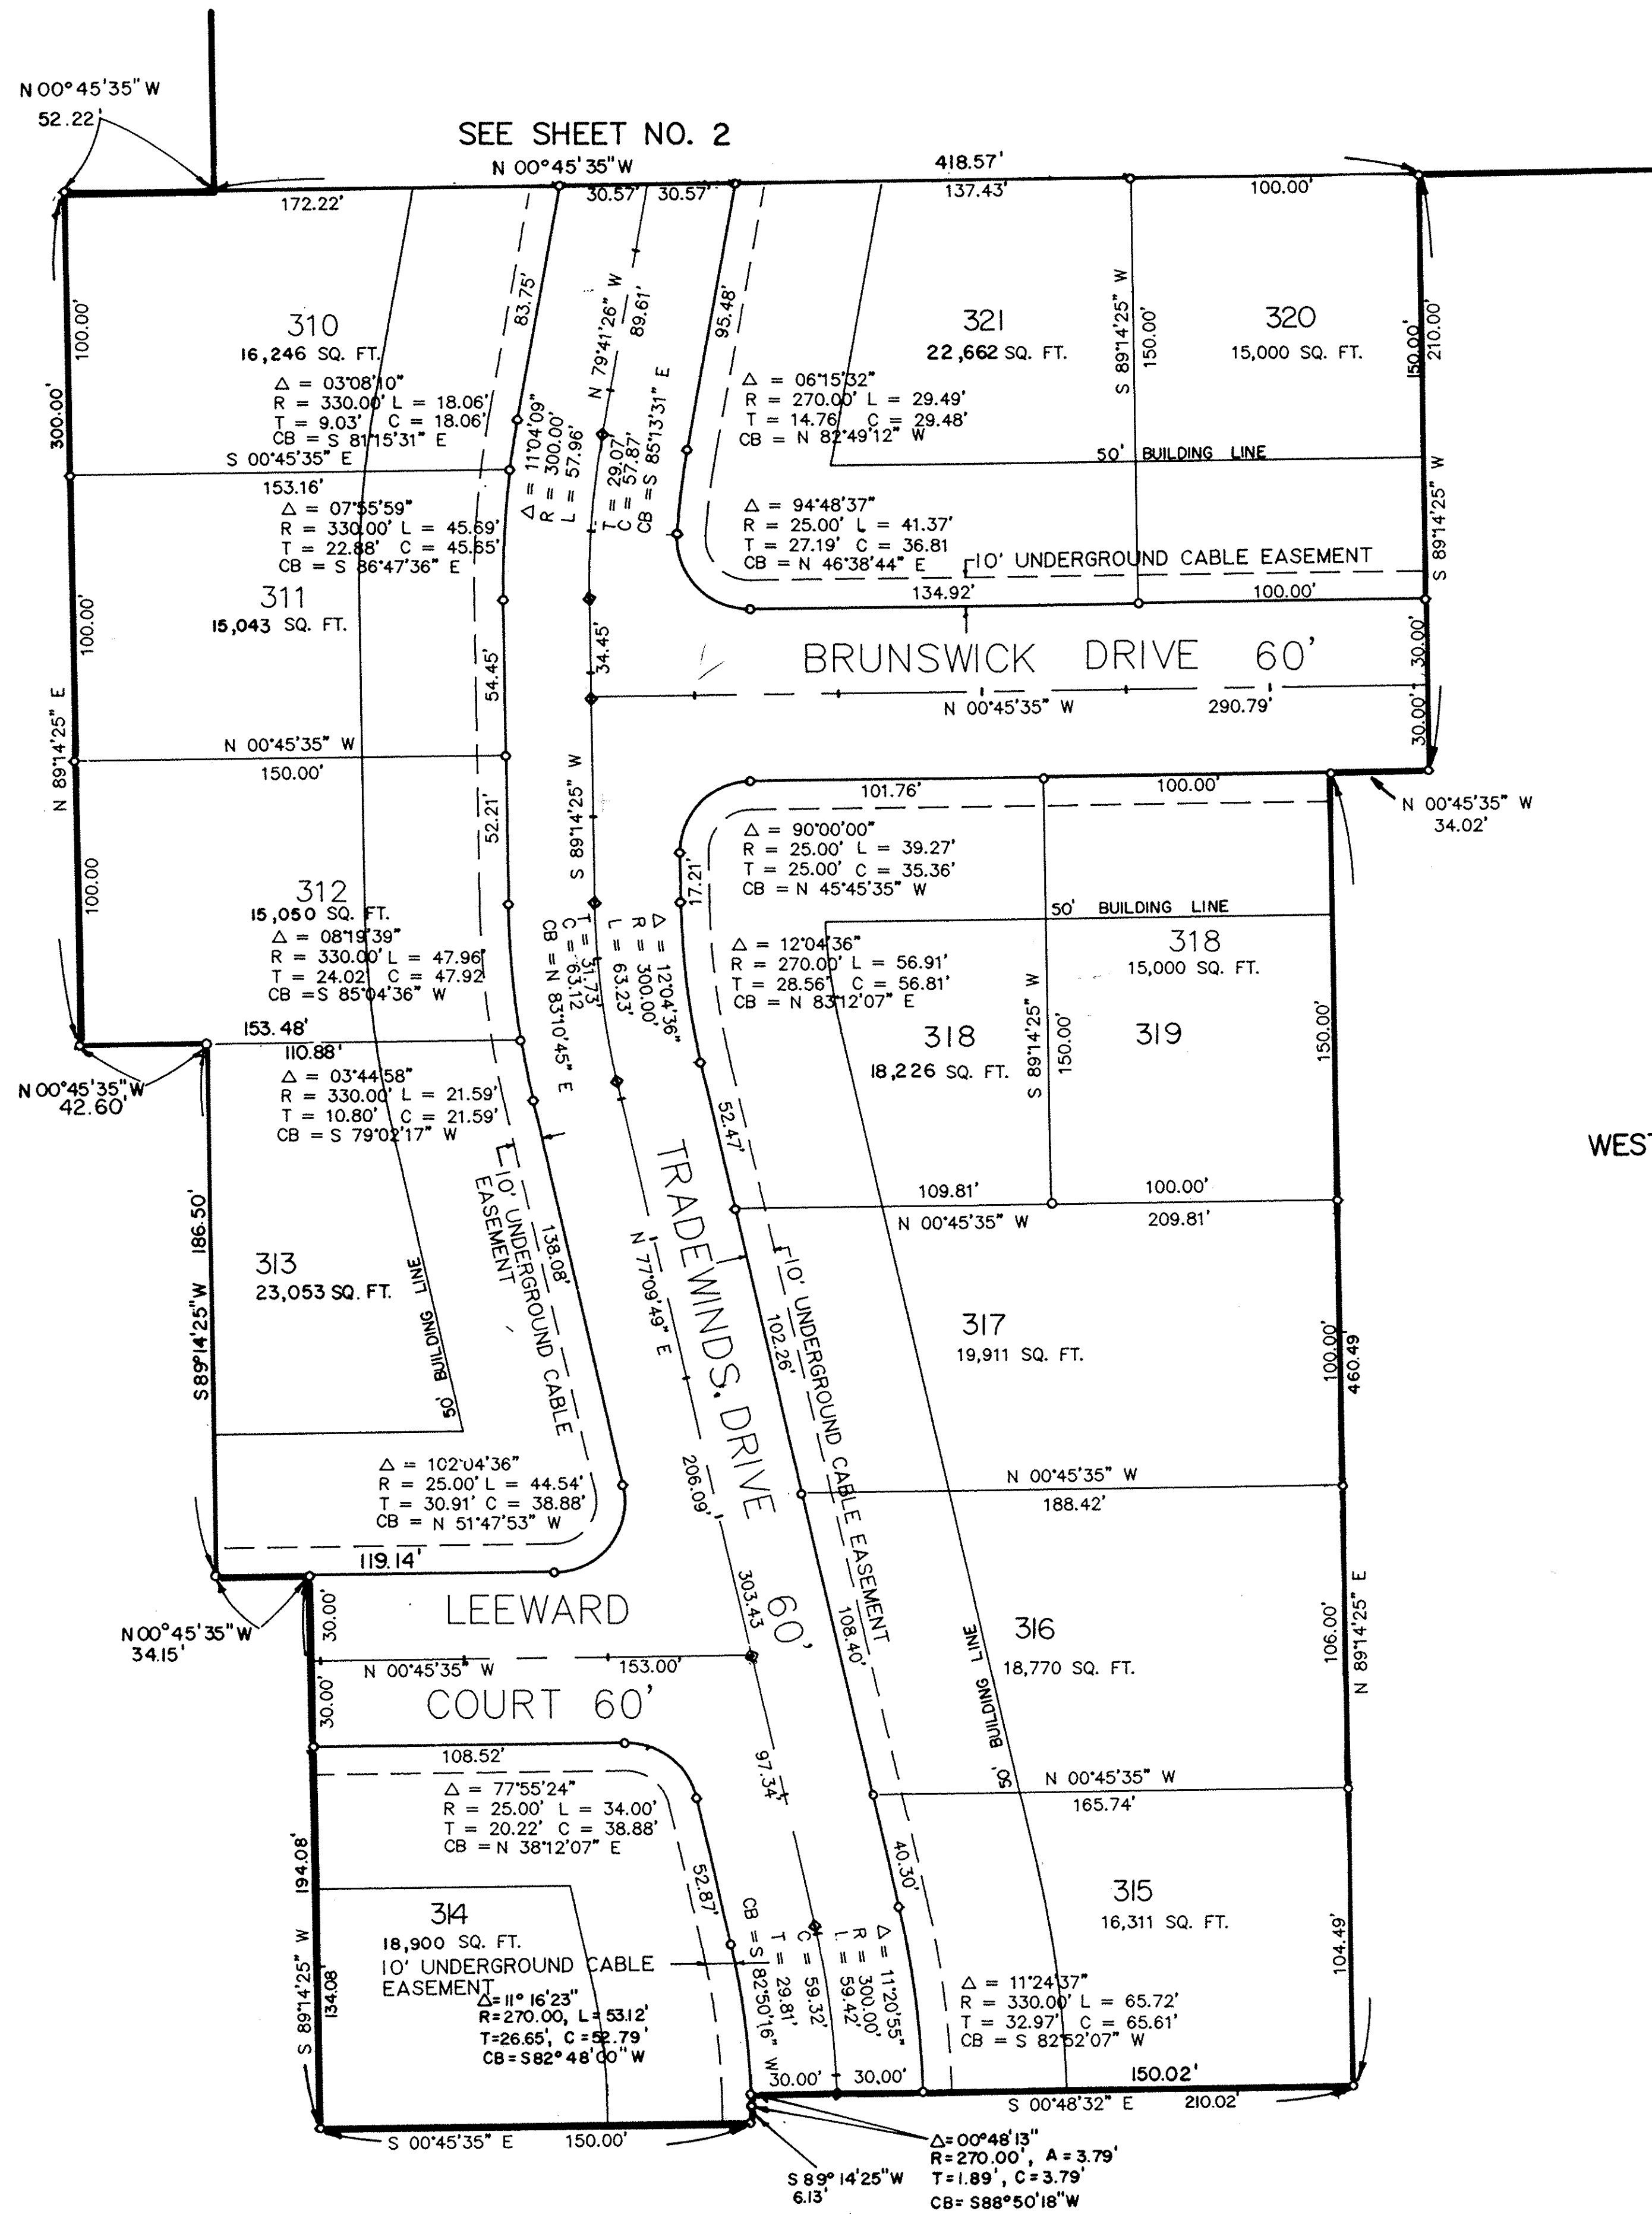 N 00°45'35" W
52.22'
SEE SHEET NO. 2
N 00°45'35" W
418.57'
172.22'
30.57'
30.57'
137.43'
100.00'
100.00'
300.00'
310
16,246 SQ. FT.
Δ = 03°08'10"
R = 330.00' L = 18.06'
T = 9.03' C = 18.06'
CB = S 81°15'31" E
83.75'
N 79°41'26" W
89.61'
95.48'
321
22,662 SQ. FT.
Δ = 06°15'32"
R = 270.00' L = 29.49'
T = 14.76 C = 29.48'
CB = N 82°49'12" W
S 89°14'25" W
150.00'
320
15,000 SQ. FT.
150.00'
210.00'
50' BUILDING LINE
S 00°45'35" E
153.16'
Δ = 07°55'59"
R = 330.00' L = 45.69'
T = 22.88' C = 45.65'
CB = S 86°47'36" E
311
15,043 SQ. FT.
100.00'
Δ = 11°04'09"
R = 300.00'
L = 57.96'
T = 29.07'
C = 57.87'
CB = S 85°13'31" E
Δ = 94°48'37"
R = 25.00' L = 41.37'
T = 27.19' C = 36.81
CB = N 46°38'44" E
10' UNDERGROUND CABLE EASEMENT
134.92'
100.00'
S 89°14'25" W
54.45'
34.45'
BRUNSWICK DRIVE 60'
30.00'
30.00'
N 00°45'35" W
290.79'
N 89°14'25" E
N 00°45'35" W
150.00'
52.21'
S 89°14'25" W
101.76'
100.00'
N 00°45'35" W
34.02'
Δ = 90°00'00"
R = 25.00' L = 39.27'
T = 25.00' C = 35.36'
CB = N 45°45'35" W
17.21'
100.00
312
15,050 SQ. FT.
Δ = 08°19'39"
R = 330.00' L = 47.96'
T = 24.02' C = 47.92
CB = S 85°04'36" W
Δ = 12°04'36"
R = 300.00'
L = 63.23'
T = 31.73'
C = 63.12
CB = N 83°10'45" E
50' BUILDING LINE
318
15,000 SQ. FT.
Δ = 12°04'36"
R = 270.00' L = 56.91'
T = 28.56' C = 56.81'
CB = N 83°12'07" E
318
18,226 SQ. FT.
S 89°14'25" W
150.00'
319
150.00'
153.48'
110.88'
N 00°45'35" W
42.60'
Δ = 03°44'58"
R = 330.00' L = 21.59'
T = 10.80' C = 21.59'
CB = S 79°02'17" W
WEST
52.47'
109.81'
100.00'
N 00°45'35" W
209.81'
S 89°14'25" W 186.50'
313
23,053 SQ. FT.
50' BUILDING LINE
10' UNDERGROUND CABLE
EASEMENT
138.08'
N 77°09'49" E
206.09'
TRADEWINDS DRIVE 60'
10' UNDERGROUND CABLE EASEMENT
102.26'
317
19,911 SQ. FT.
100.00'
460.49'
Δ = 102°04'36"
R = 25.00' L = 44.54'
T = 30.91' C = 38.88'
CB = N 51°47'53" W
N 00°45'35" W
188.42'
119.14'
LEEWARD
303.43
N 00°45'35" W
34.15'
30.00'
30.00'
N 00°45'35" W
153.00'
COURT 60'
108.40'
316
18,770 SQ. FT.
50' BUILDING LINE
106.00'
N 89°14'25" E
108.52'
97.34'
N 00°45'35" W
165.74'
Δ = 77°55'24"
R = 25.00' L = 34.00'
T = 20.22' C = 38.88'
CB = N 38°12'07" E
52.87'
40.30'
194.08'
S 89°14'25" W
134.08'
314
18,900 SQ. FT.
10' UNDERGROUND CABLE
EASEMENT
Δ=11° 16'23"
R=270.00, L=53.12'
T=26.65', C=52.79'
CB=S82°48'00"W
Δ = 11°20'55"
R = 300.00'
L = 59.42'
C = 59.32'
T = 29.81'
CB = S 82°50'16" W
315
16,311 SQ. FT.
104.49'
Δ = 11°24'37"
R = 330.00' L = 65.72'
T = 32.97' C = 65.61'
CB = S 82°52'07" W
30.00'
30.00'
150.02'
S 00°48'32" E
210.02'
S 00°45'35" E
150.00'
S 89°14'25"W
6.13'
Δ=00°48'13"
R=270.00', A=3.79'
T=1.89', C=3.79'
CB= S88°50'18"W